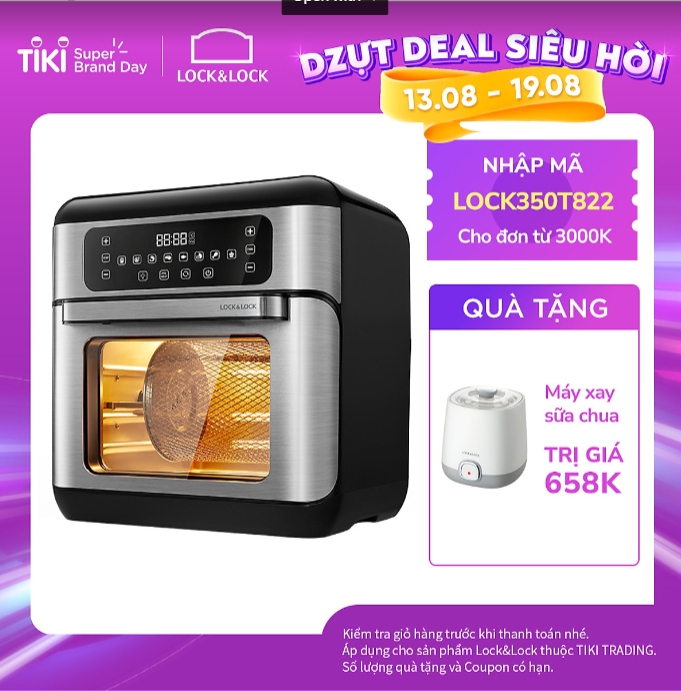 TIKI Super
Brand Day
LOCK&LOCK
DZỰT DEAL SIÊU HỜI
13.08 - 19.08
NHẬP MÃ
LOCK350T822
Cho đơn từ 3000K
88:88
LOCK&LOCK
QUÀ TẶNG
Máy xay
sữa chua
TRỊ GIÁ
658K
Kiểm tra giỏ hàng trước khi thanh toán nhé.
Áp dụng cho sản phẩm Lock&Lock thuộc TIKI TRADING.
Số lượng quà tặng và Coupon có hạn.